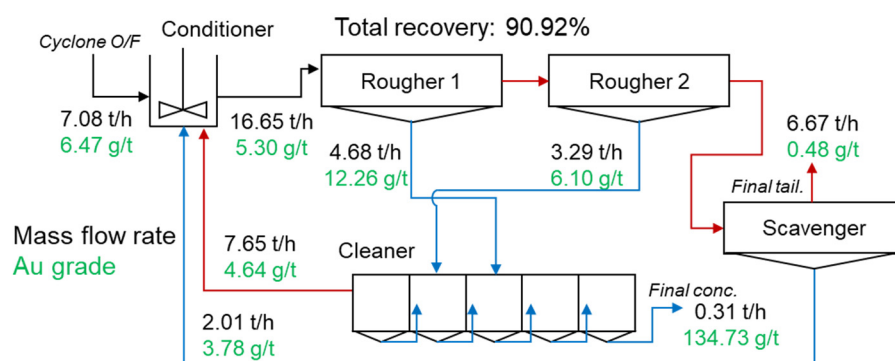 Total recovery: 90.92%
Conditioner
Cyclone O/F
Rougher 1
Rougher 2
7.08 t/h
6.47 g/t
16.65 t/h
5.30 g/t
4.68 t/h
12.26 g/t
3.29 t/h
6.10 g/t
6.67 t/h
0.48 g/t
Final tail.
Scavenger
Mass flow rate
Au grade
7.65 t/h
4.64 g/t
Cleaner
Final conc.
0.31 t/h
134.73 g/t
2.01 t/h
3.78 g/t